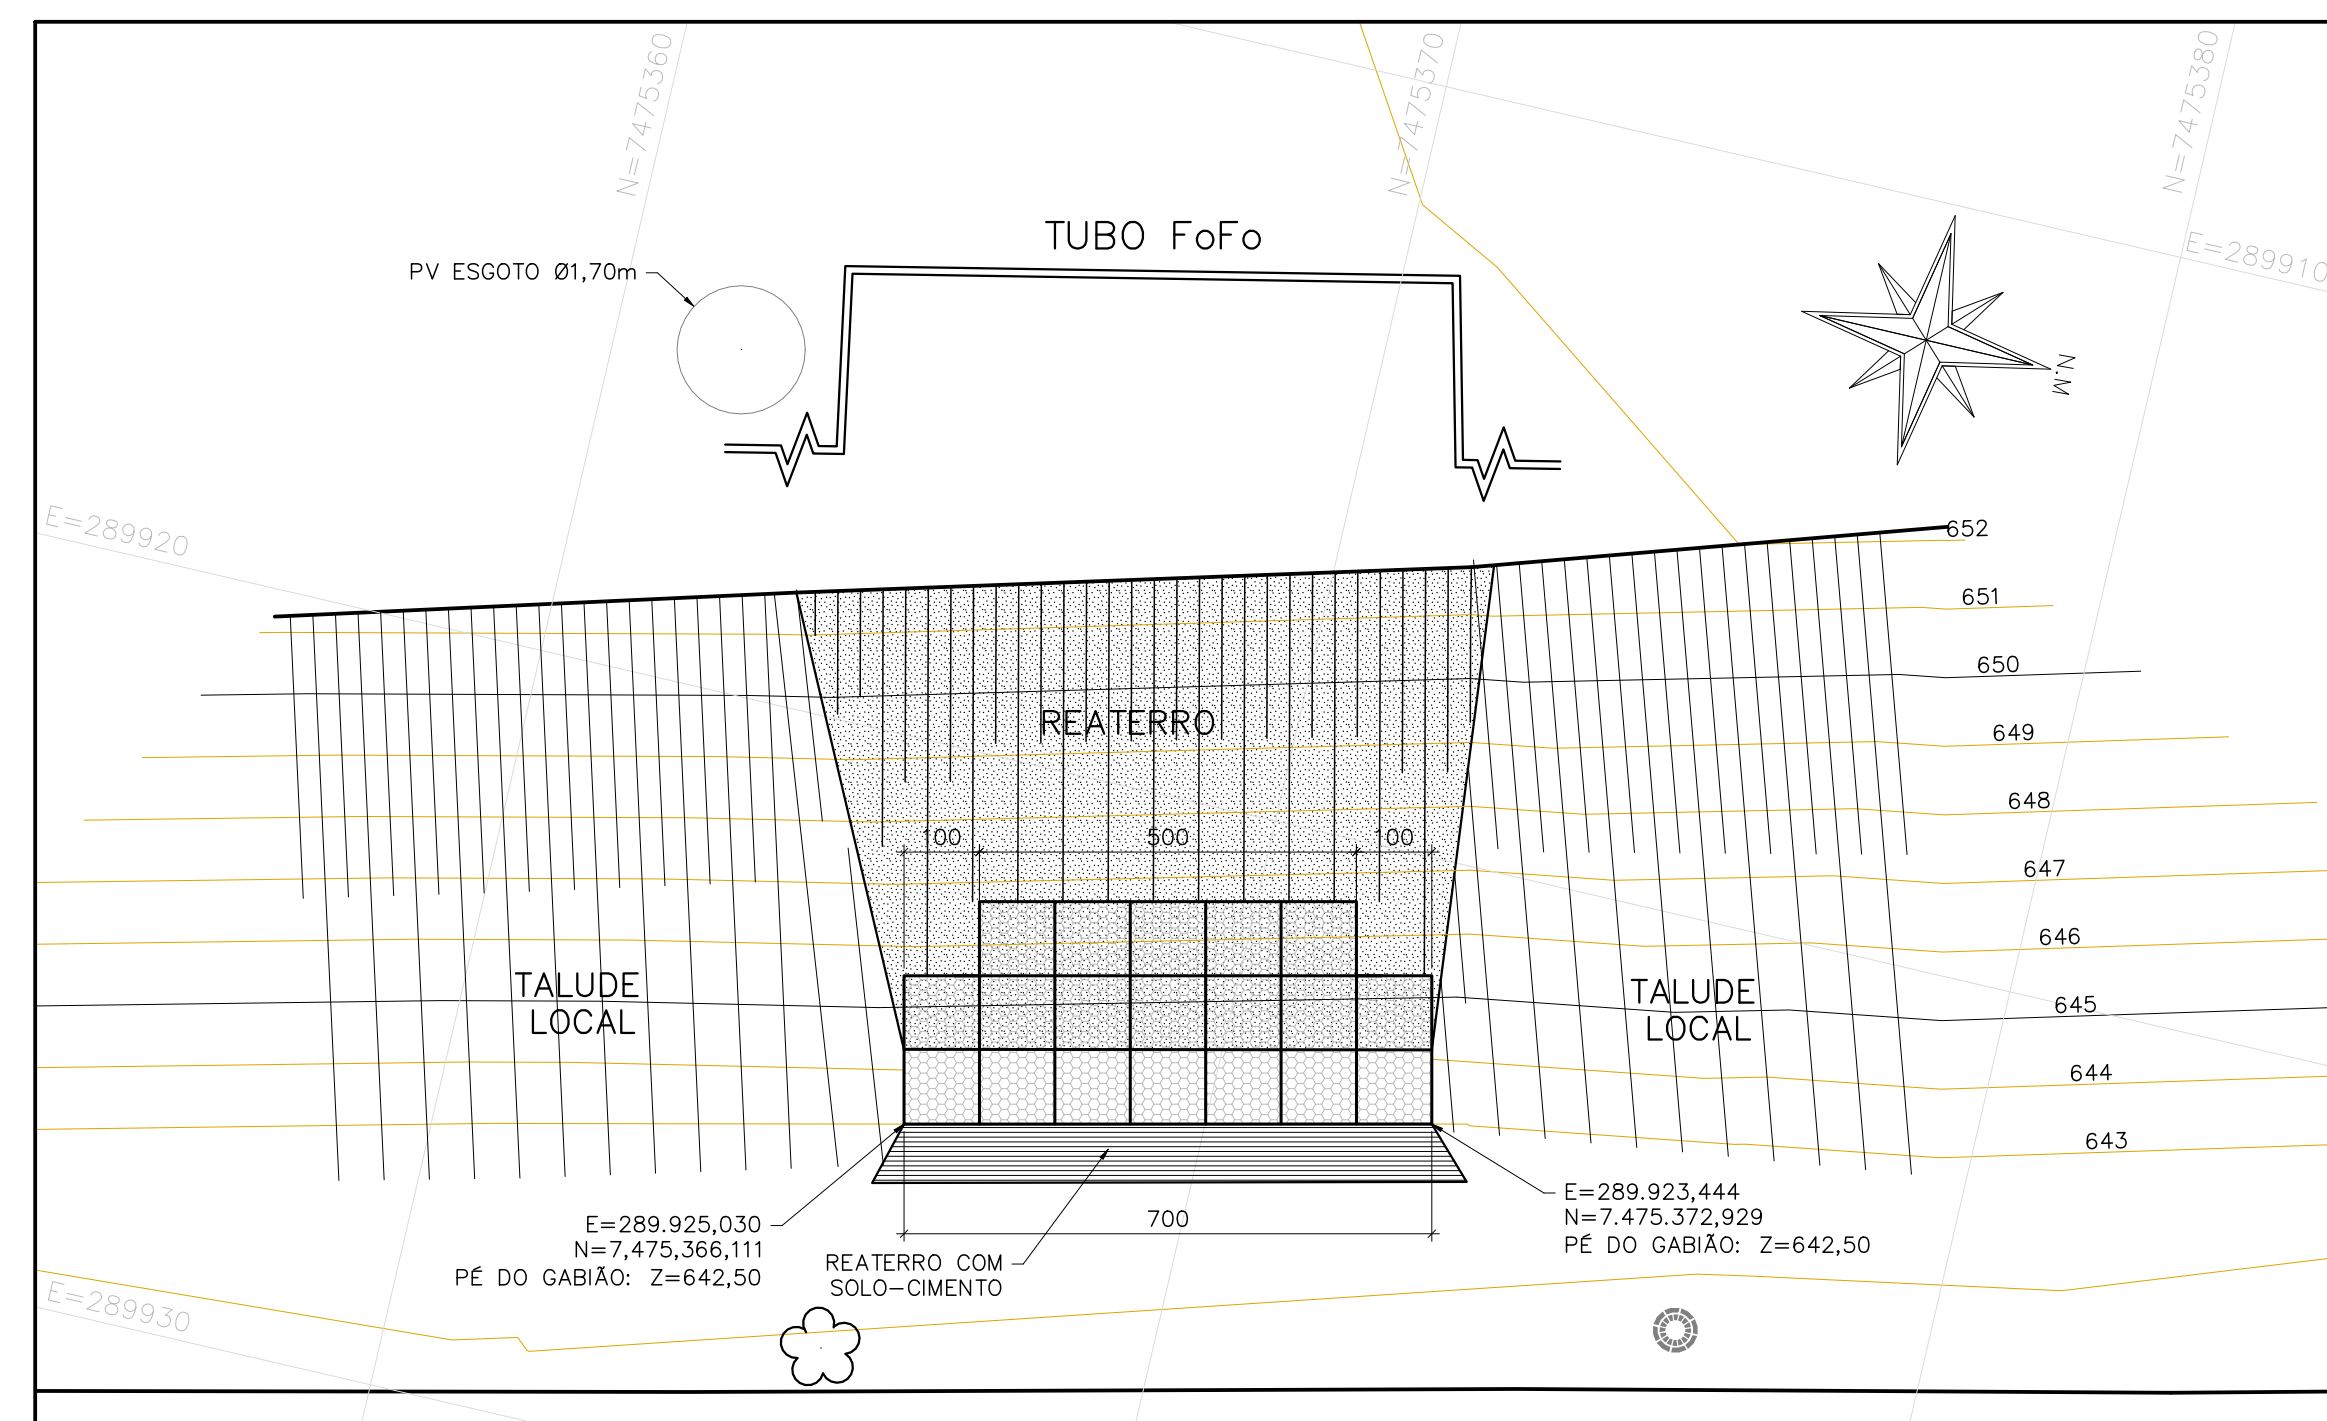 N=7475360
N=7475370
N=7475380
TUBO FoFo
E=289910
PV ESGOTO Ø1,70m
N.M
E=289920
652
651
650
649
REATERRO
648
100 500 100
647
646
TALUDE
LOCAL
TALUDE
LOCAL
645
644
643
E=289.925,030
N=7,475,366,111
PÉ DO GABIÃO: Z=642,50
700
E=289.923,444
N=7.475.372,929
PÉ DO GABIÃO: Z=642,50
REATERRO COM
SOLO-CIMENTO
E=289930